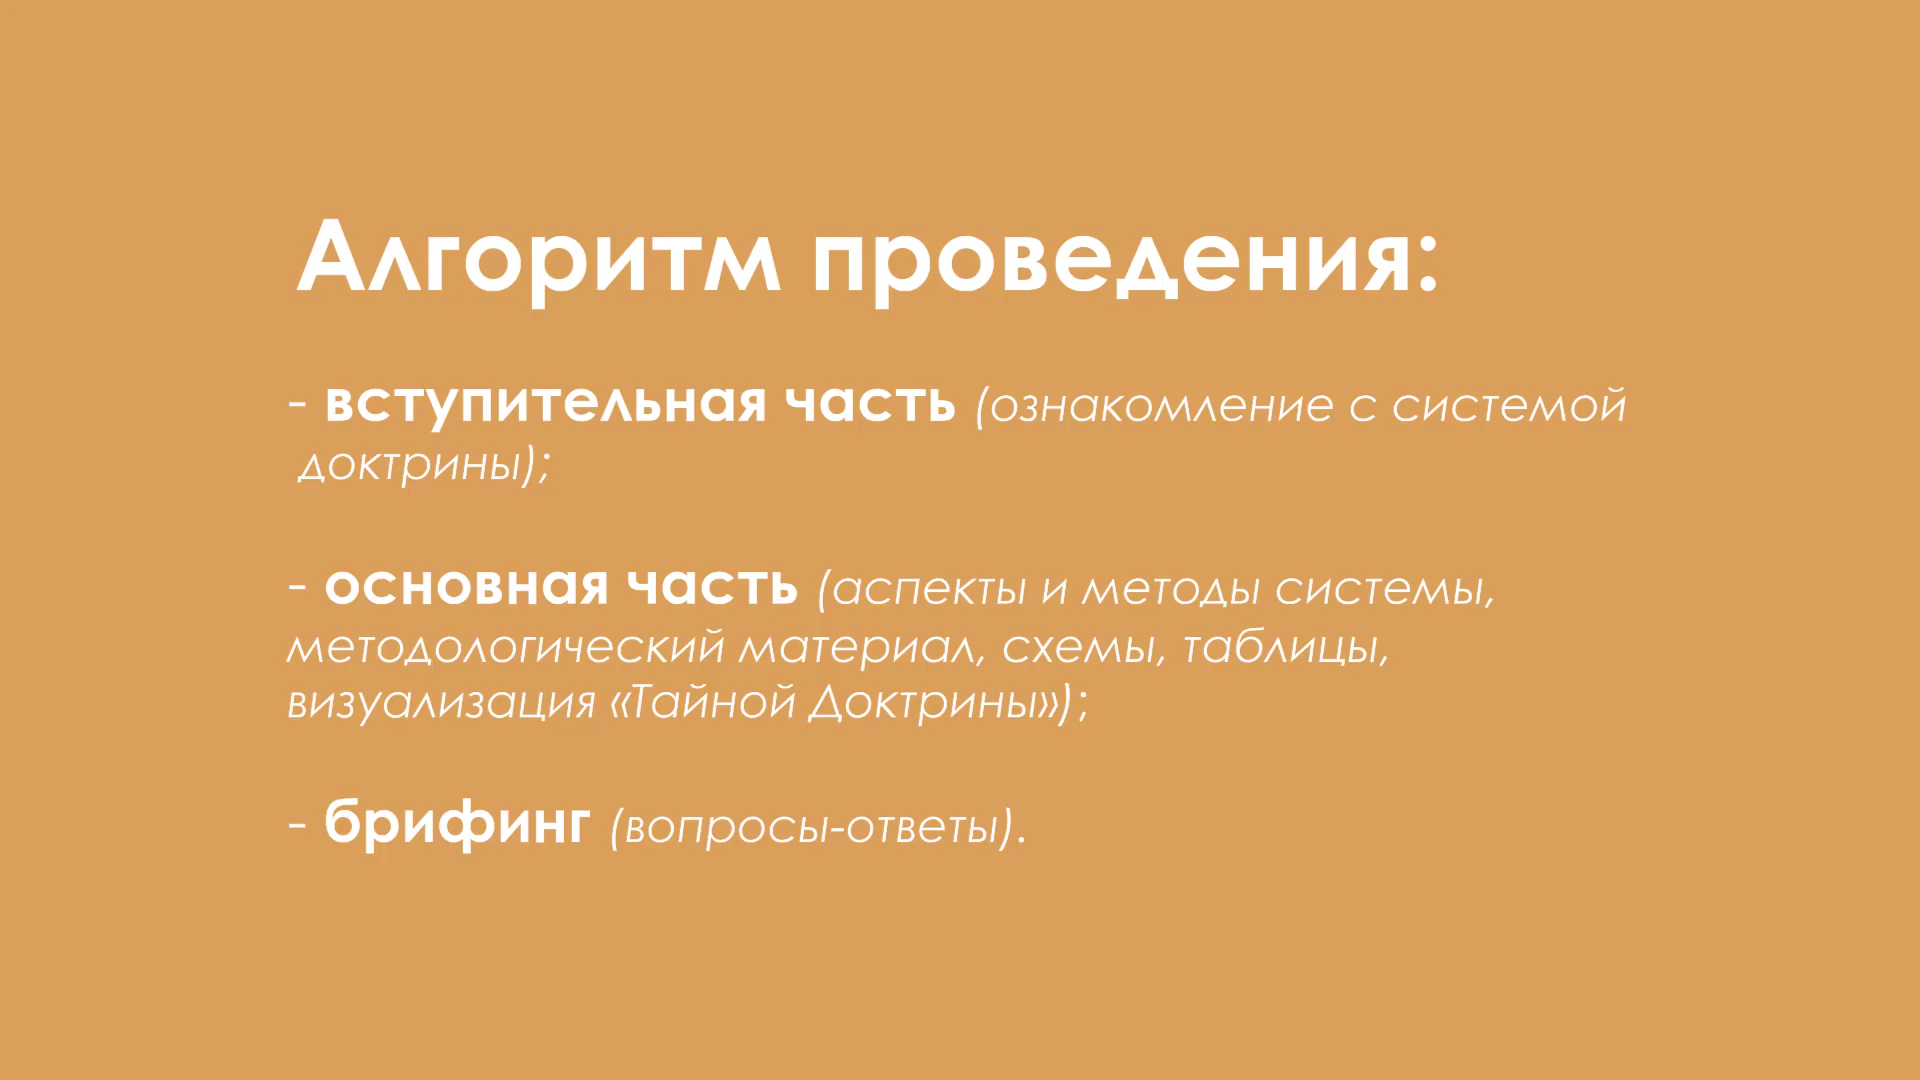 Алгоритм проведения:
- вступительная часть (ознакомление с системой
доктрины);
- основная часть (аспекты и методы системы,
методологический материал, схемы, таблицы,
визуализация «Тайной Доктрины»);
- брифинг (вопросы-ответы).